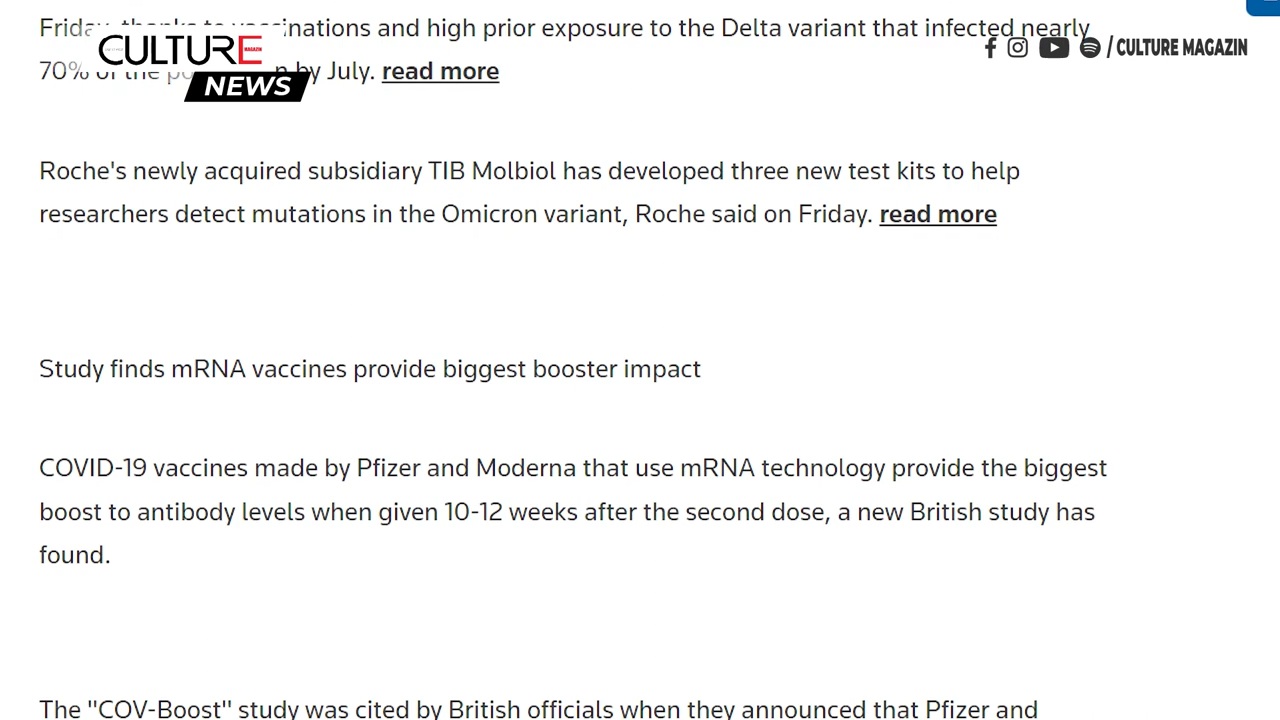 Friday, thanks to vaccinations and high prior exposure to the Delta variant that infected nearly
CULTURE
MAGAZIN
NEWS
/ CULTURE MAGAZIN
70% of the by July. read more
Roche's newly acquired subsidiary TIB Molbiol has developed three new test kits to help
researchers detect mutations in the Omicron variant, Roche said on Friday. read more
Study finds mRNA vaccines provide biggest booster impact
COVID-19 vaccines made by Pfizer and Moderna that use mRNA technology provide the biggest
boost to antibody levels when given 10-12 weeks after the second dose, a new British study has
found.
The "COV-Boost" study was cited by British officials when they announced that Pfizer and